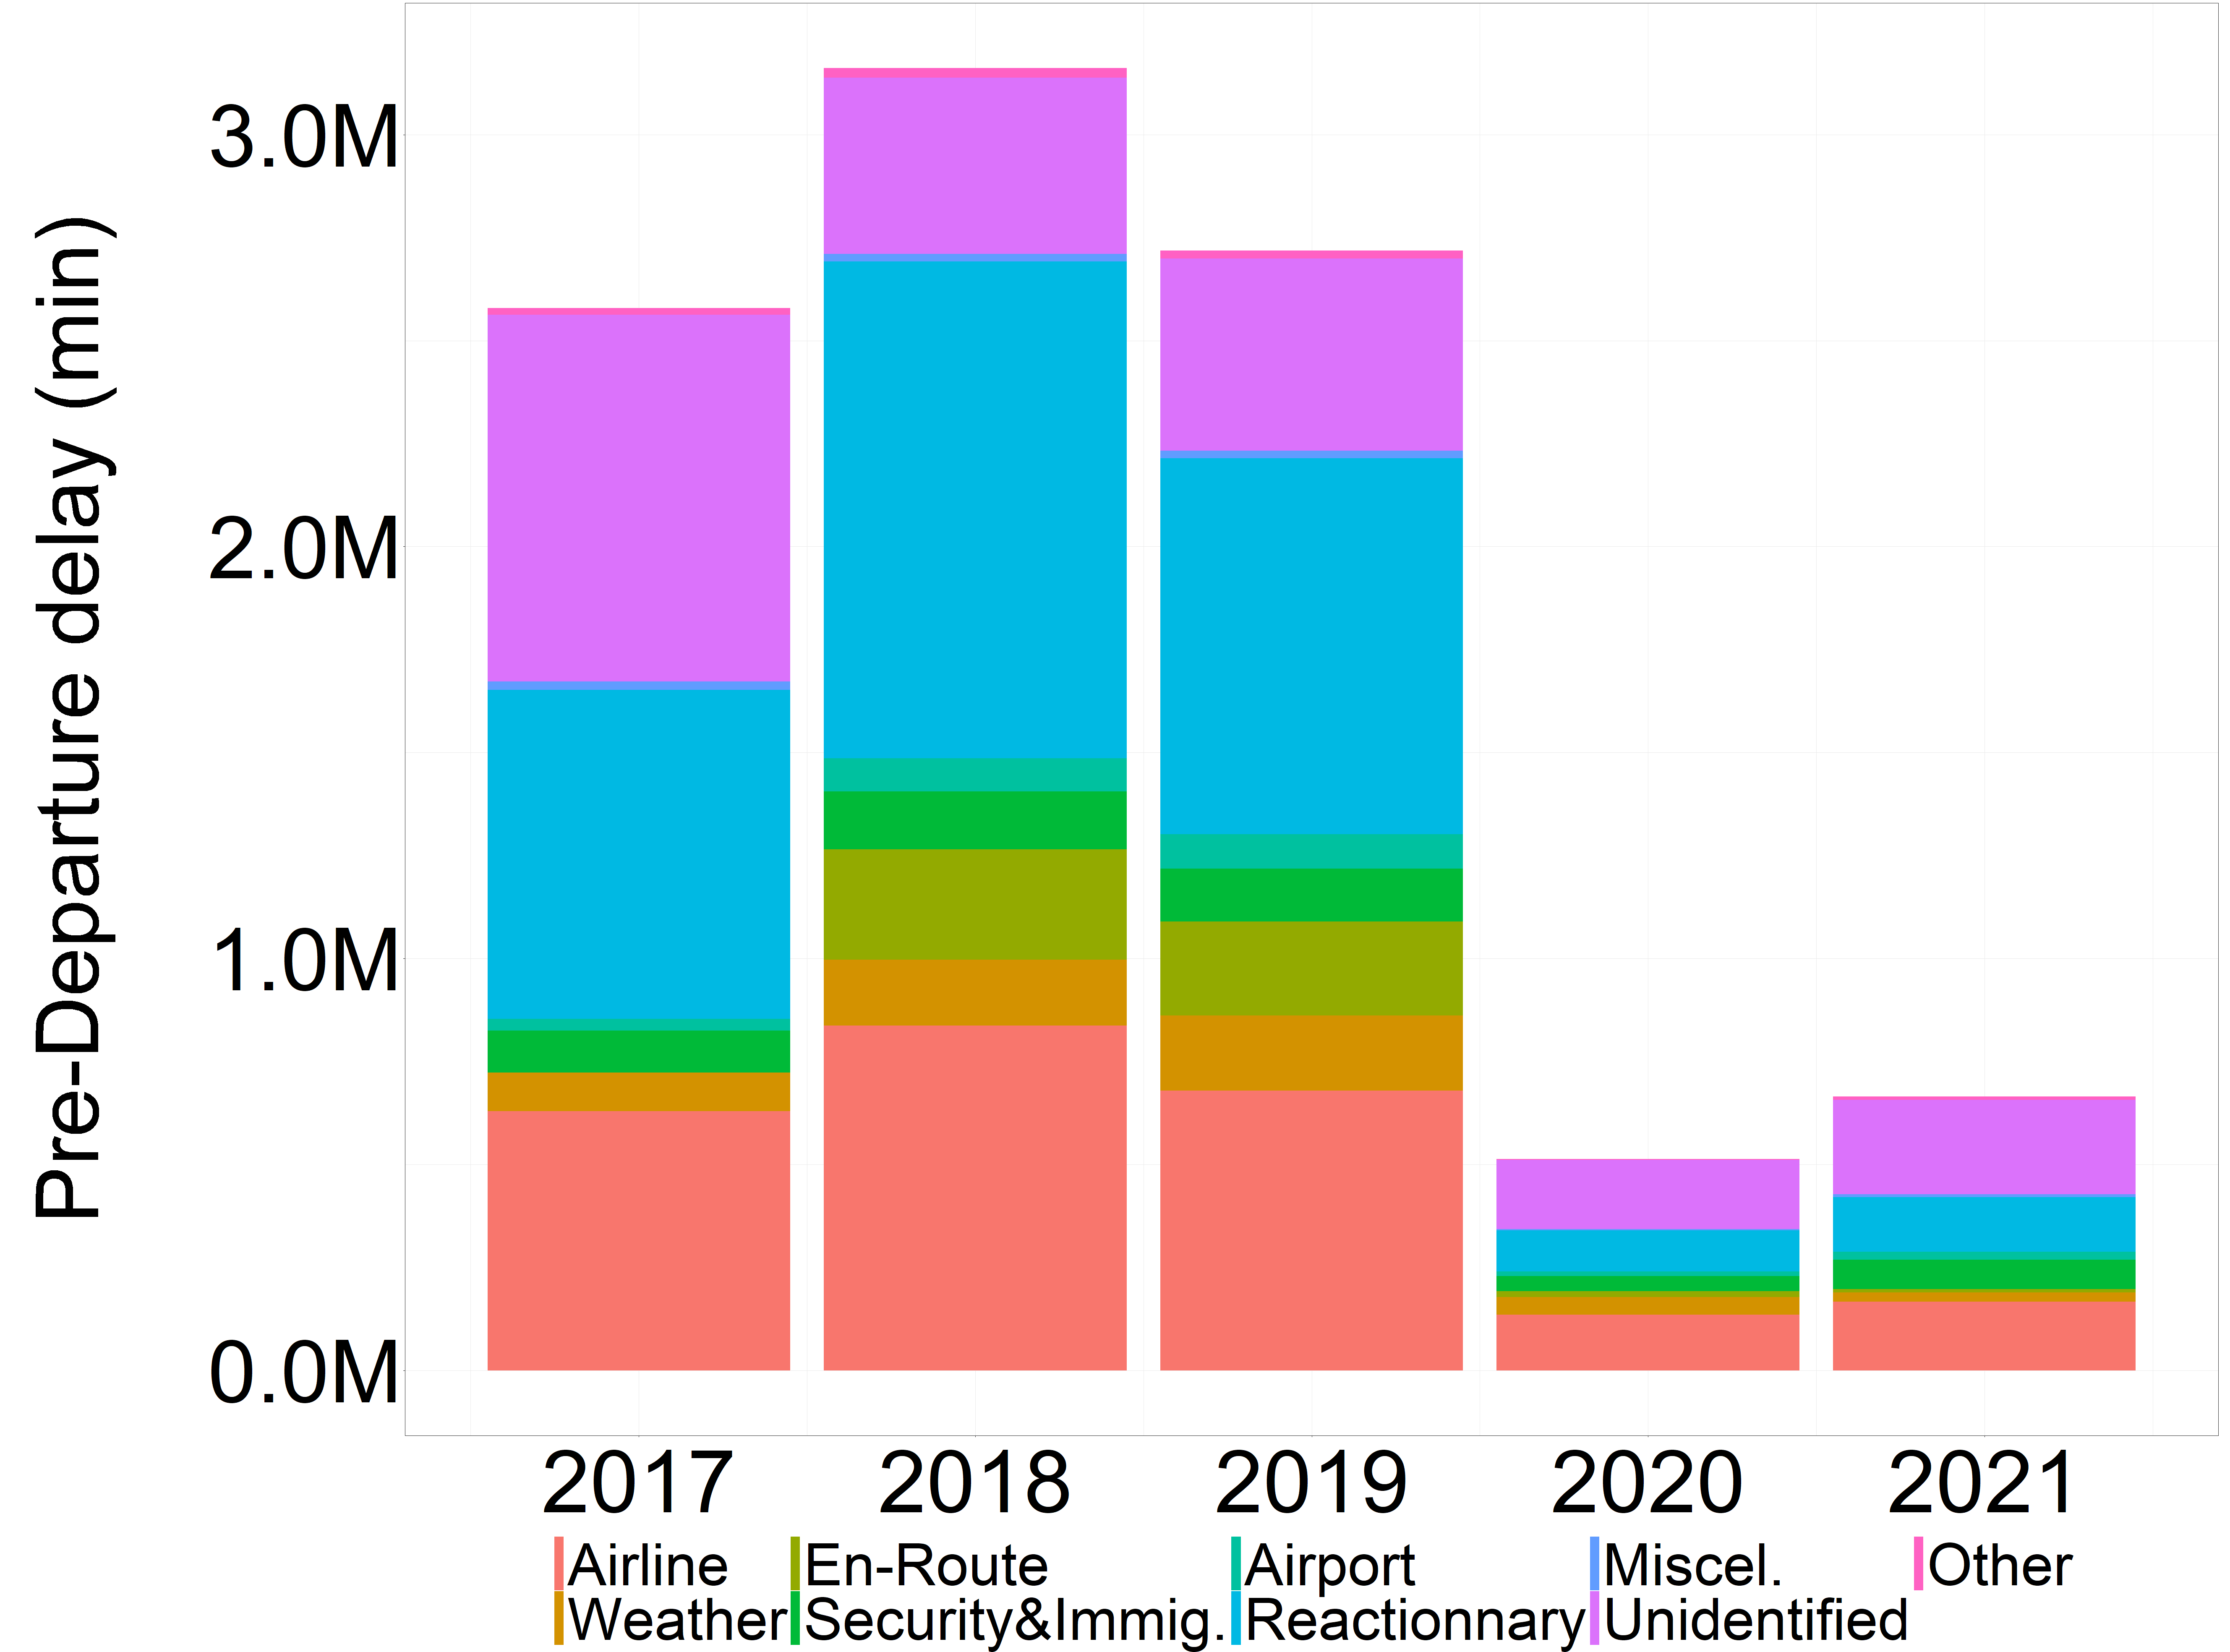 Pre-Departure delay (min)
3.0M
2.0M
1.0M
0.0M
2017 2018 2019 2020 2021
Airline En-Route Airport Miscel. Other
Weather Security&Immig. Reactionnary Unidentified